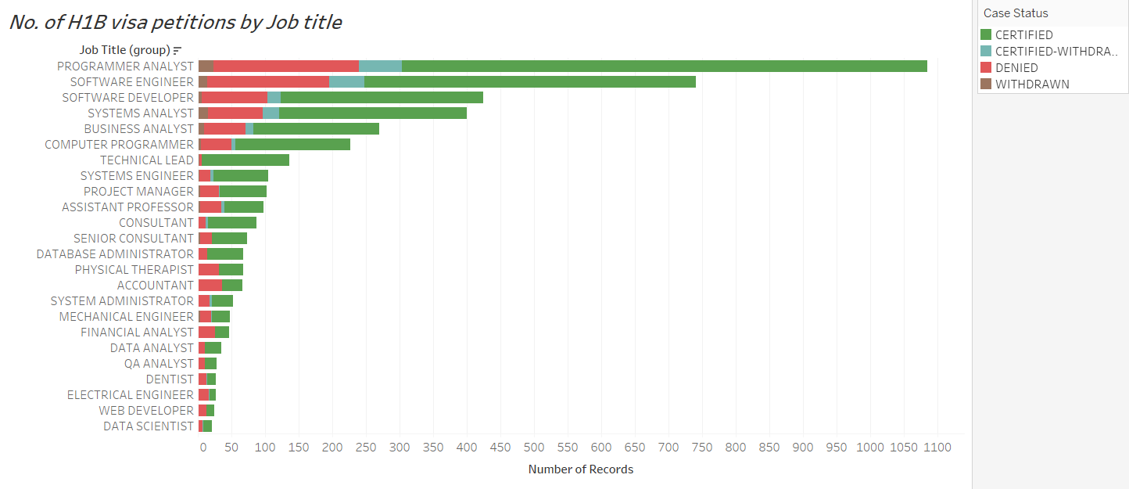 No. of H1B visa petitions by Job title
Job Title (group)
PROGRAMMER ANALYST
SOFTWARE ENGINEER
SOFTWARE DEVELOPER
SYSTEMS ANALYST
BUSINESS ANALYST
COMPUTER PROGRAMMER
TECHNICAL LEAD
SYSTEMS ENGINEER
PROJECT MANAGER
ASSISTANT PROFESSOR
CONSULTANT
SENIOR CONSULTANT
DATABASE ADMINISTRATOR
PHYSICAL THERAPIST
ACCOUNTANT
SYSTEM ADMINISTRATOR
MECHANICAL ENGINEER
FINANCIAL ANALYST
DATA ANALYST
QA ANALYST
DENTIST
ELECTRICAL ENGINEER
WEB DEVELOPER
DATA SCIENTIST
0 50 100 150 200 250 300 350 400 450 500 550 600 650 700 750 800 850 900 950 1000 1050 1100
Number of Records
Case Status
CERTIFIED
CERTIFIED-WITHDRA..
DENIED
WITHDRAWN